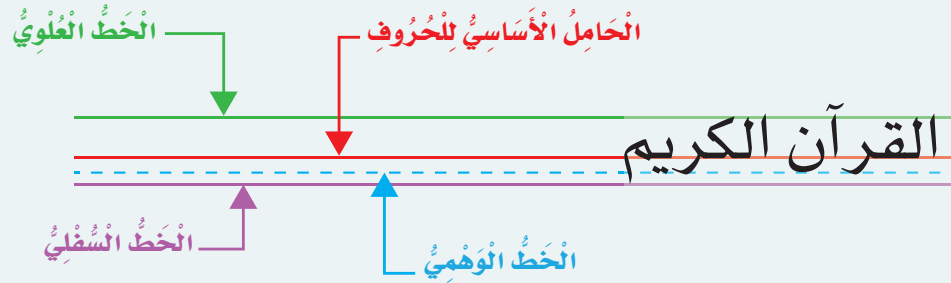 الْحَامِلُ الْأَسَاسِيُّ لِلْحُرُوفِ
الْخَطُّ الْعُلْوِيُّ
القرآن الكريم
الْخَطُّ السُّفْلِيُّ
الْخَطُّ الْوَهْمِيُّ